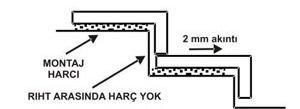 2 mm akıntı
MONTAJ
HARCI
RIHT ARASINDA HARÇ YOK